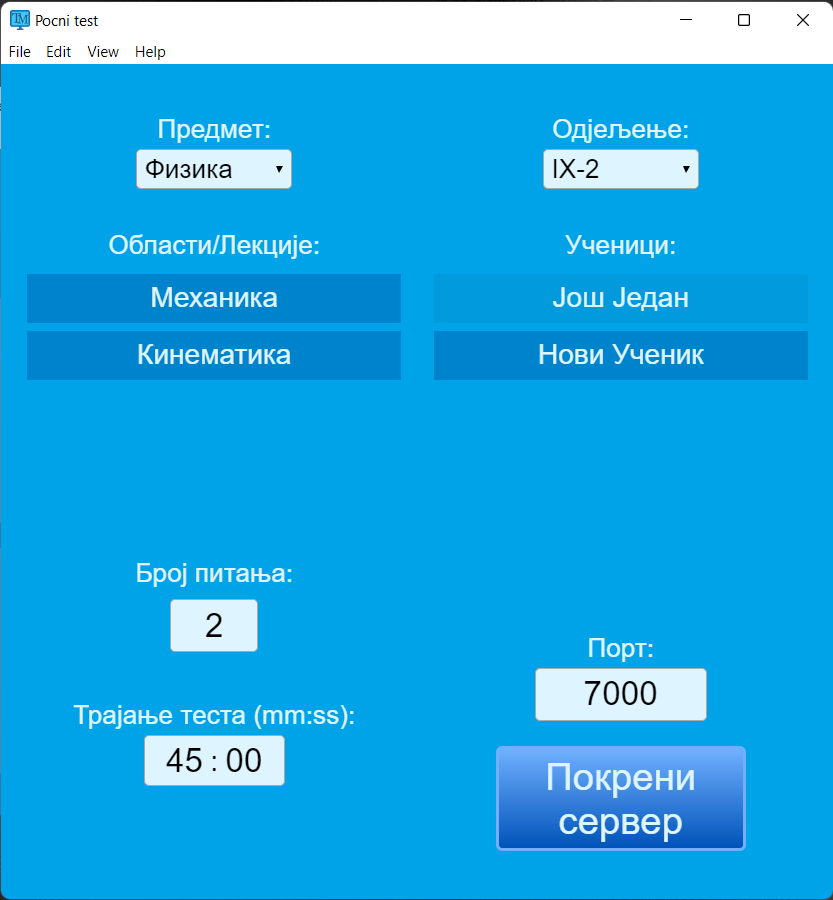 Pocni test
File Edit View Help
Предмет:
Физика
Одјељење:
IX-2
Области/Лекције:
Механика
Кинематика
Ученици:
Још Један
Нови Ученик
Број питања:
2
Трајање теста (mm:ss):
45 : 00
Порт:
7000
Покрени
сервер